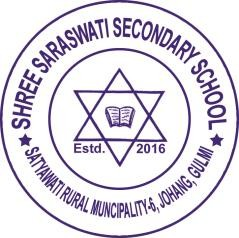 SHREE SARASWATI SECONDARY SCHOOL
Estd. 2016
SATYAWATI RURAL MUNCIPALITY-6, JOHANG, GULMI